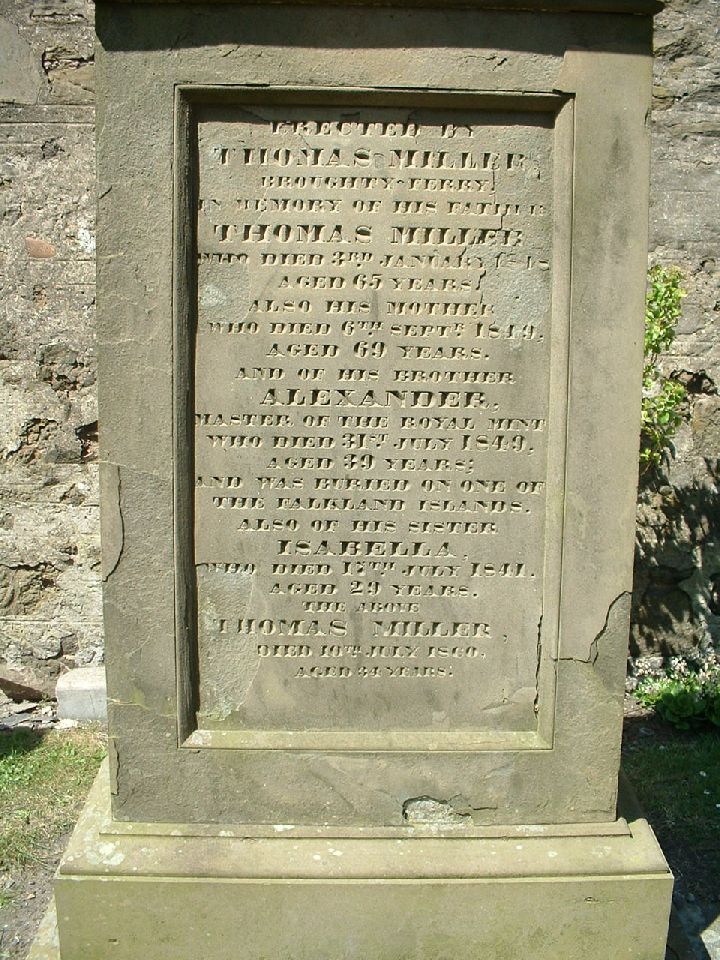 ERECTED BY
THOMAS MILLER
BROUGHTY FERRY
IN MEMORY OF HIS FATHER
THOMAS MILLER
WHO DIED 3RD JANUARY 1848
AGED 65 YEARS.
ALSO HIS MOTHER
WHO DIED 6TH SEPTR 1849,
AGED 69 YEARS.
AND OF HIS BROTHER
ALEXANDER,
MASTER OF THE ROYAL MINT
WHO DIED 31ST JULY 1849,
AGED 39 YEARS;
AND WAS BURIED ON ONE OF
THE FALKLAND ISLANDS.
ALSO OF HIS SISTER
ISABELLA,
WHO DIED JULY 1841.
AGED 29 YEARS.
THE ABOVE
THOMAS MILLER,
DIED 10TH JULY 1860,
AGED YEARS.